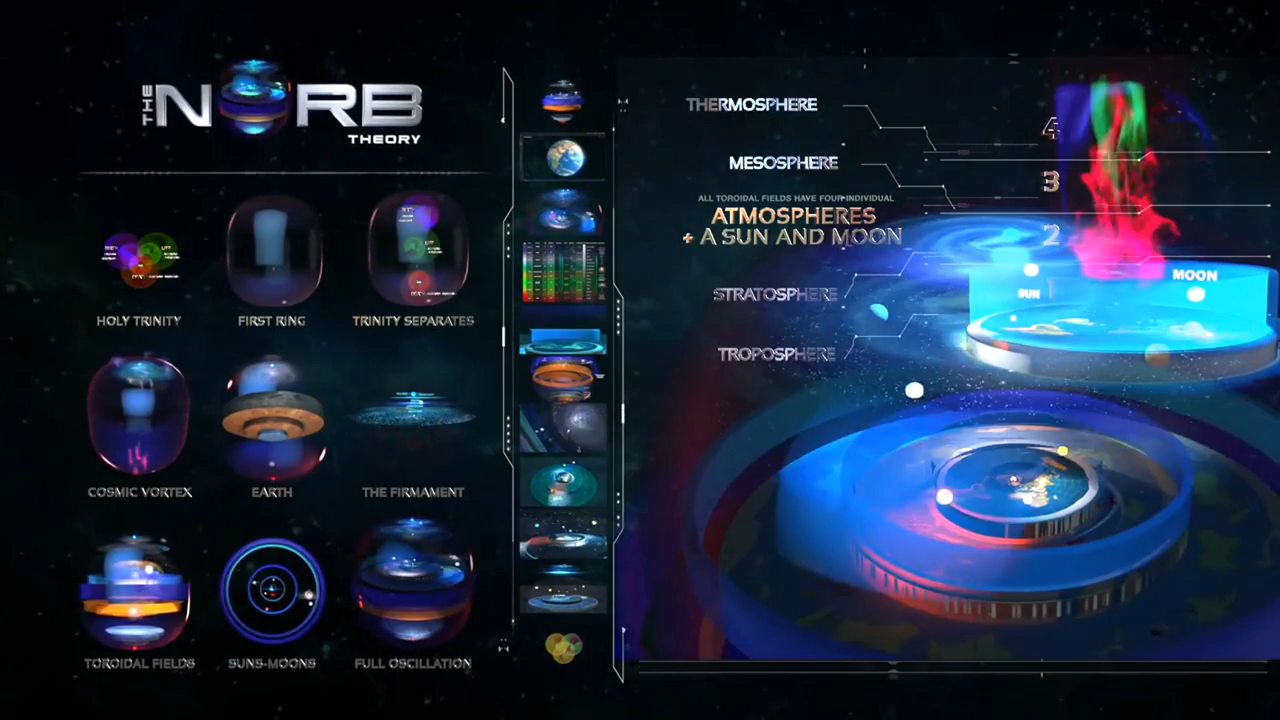 THE NORB
THEORY
HOLY TRINITY
FIRST RING
TRINITY SEPARATES
COSMIC VORTEX
EARTH
THE FIRMAMENT
TOROIDAL FIELDS
SUNS-MOONS
FULL OSCILLATION
THERMOSPHERE
4
MESOSPHERE
3
ALL TOROIDAL FIELDS HAVE FOUR INDIVIDUAL
ATMOSPHERES
+ A SUN AND MOON
2
STRATOSPHERE
1
SUN
MOON
TROPOSPHERE